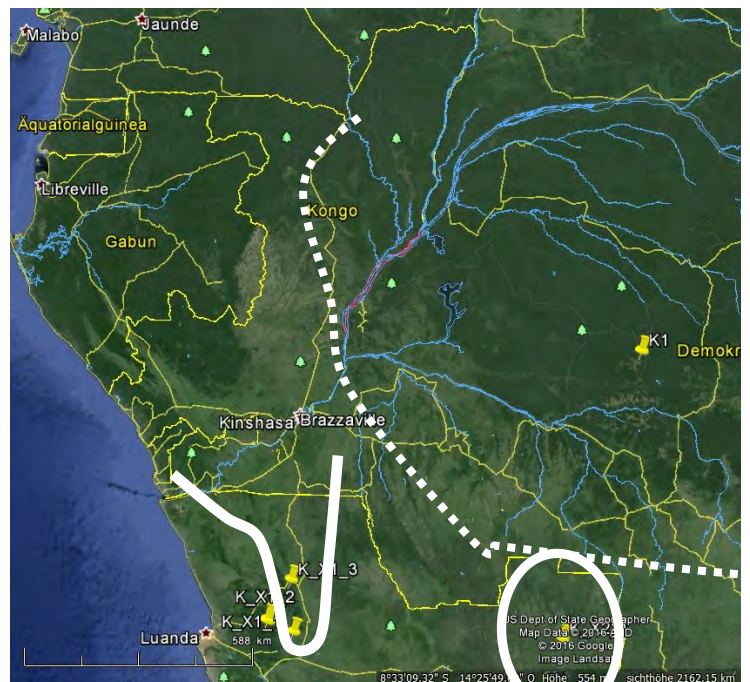 Malabo
Jaunde
Äquatorialguinea
Libreville
Kongo
Gabun
K1
Demokr
Kinshasa Brazzaville
K_X1_3
K_X1_2
K_X1_
Luanda
588 km
US Dept of State Geographer
Map Data © 2016 AND
© 2016 Google
Image Landsat
8°33'09.32" S 14°25'49. " O Höhe 554 m sichthöhe 2162.15 km